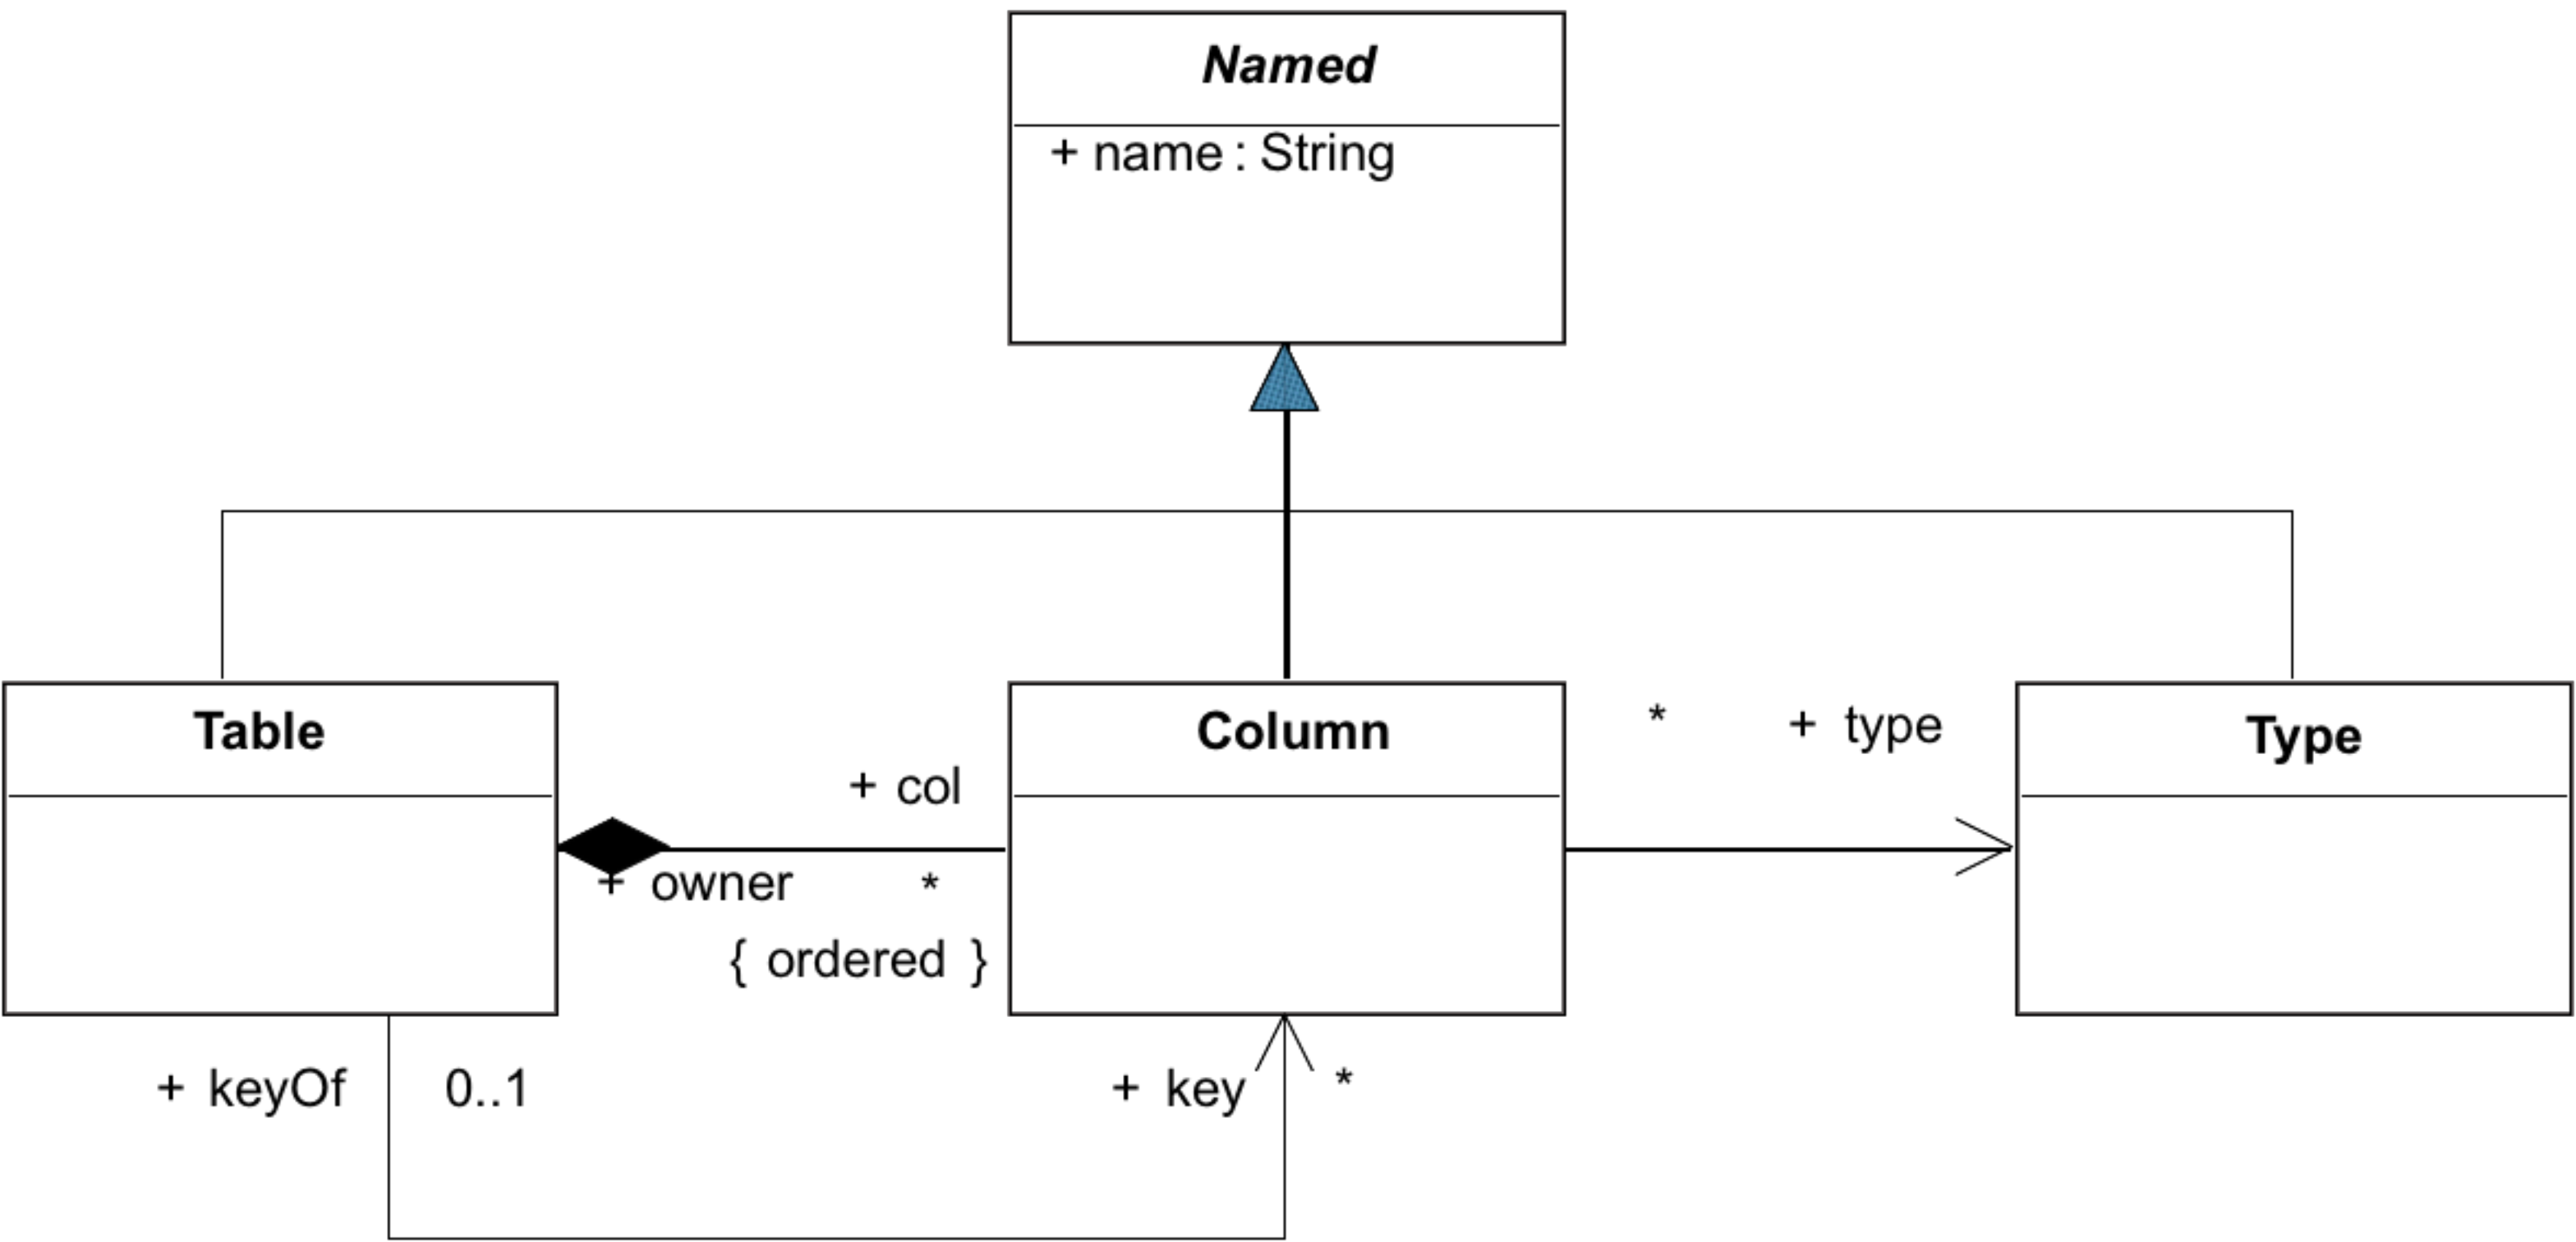 Named
+ name : String
Table
Column
* + type
Type
+ col
+ owner *
{ ordered }
+ keyOf 0..1
+ key *